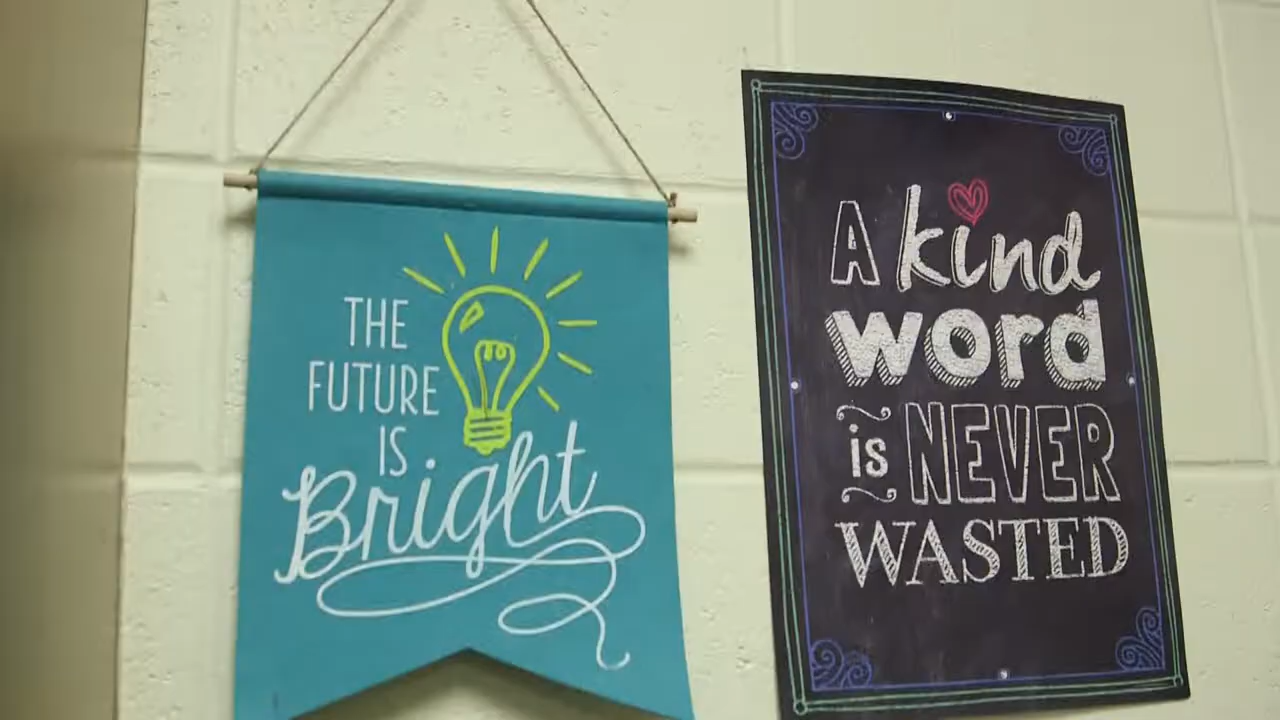 THE
FUTURE
IS
Bright
A kind
word
is NEVER
WASTED